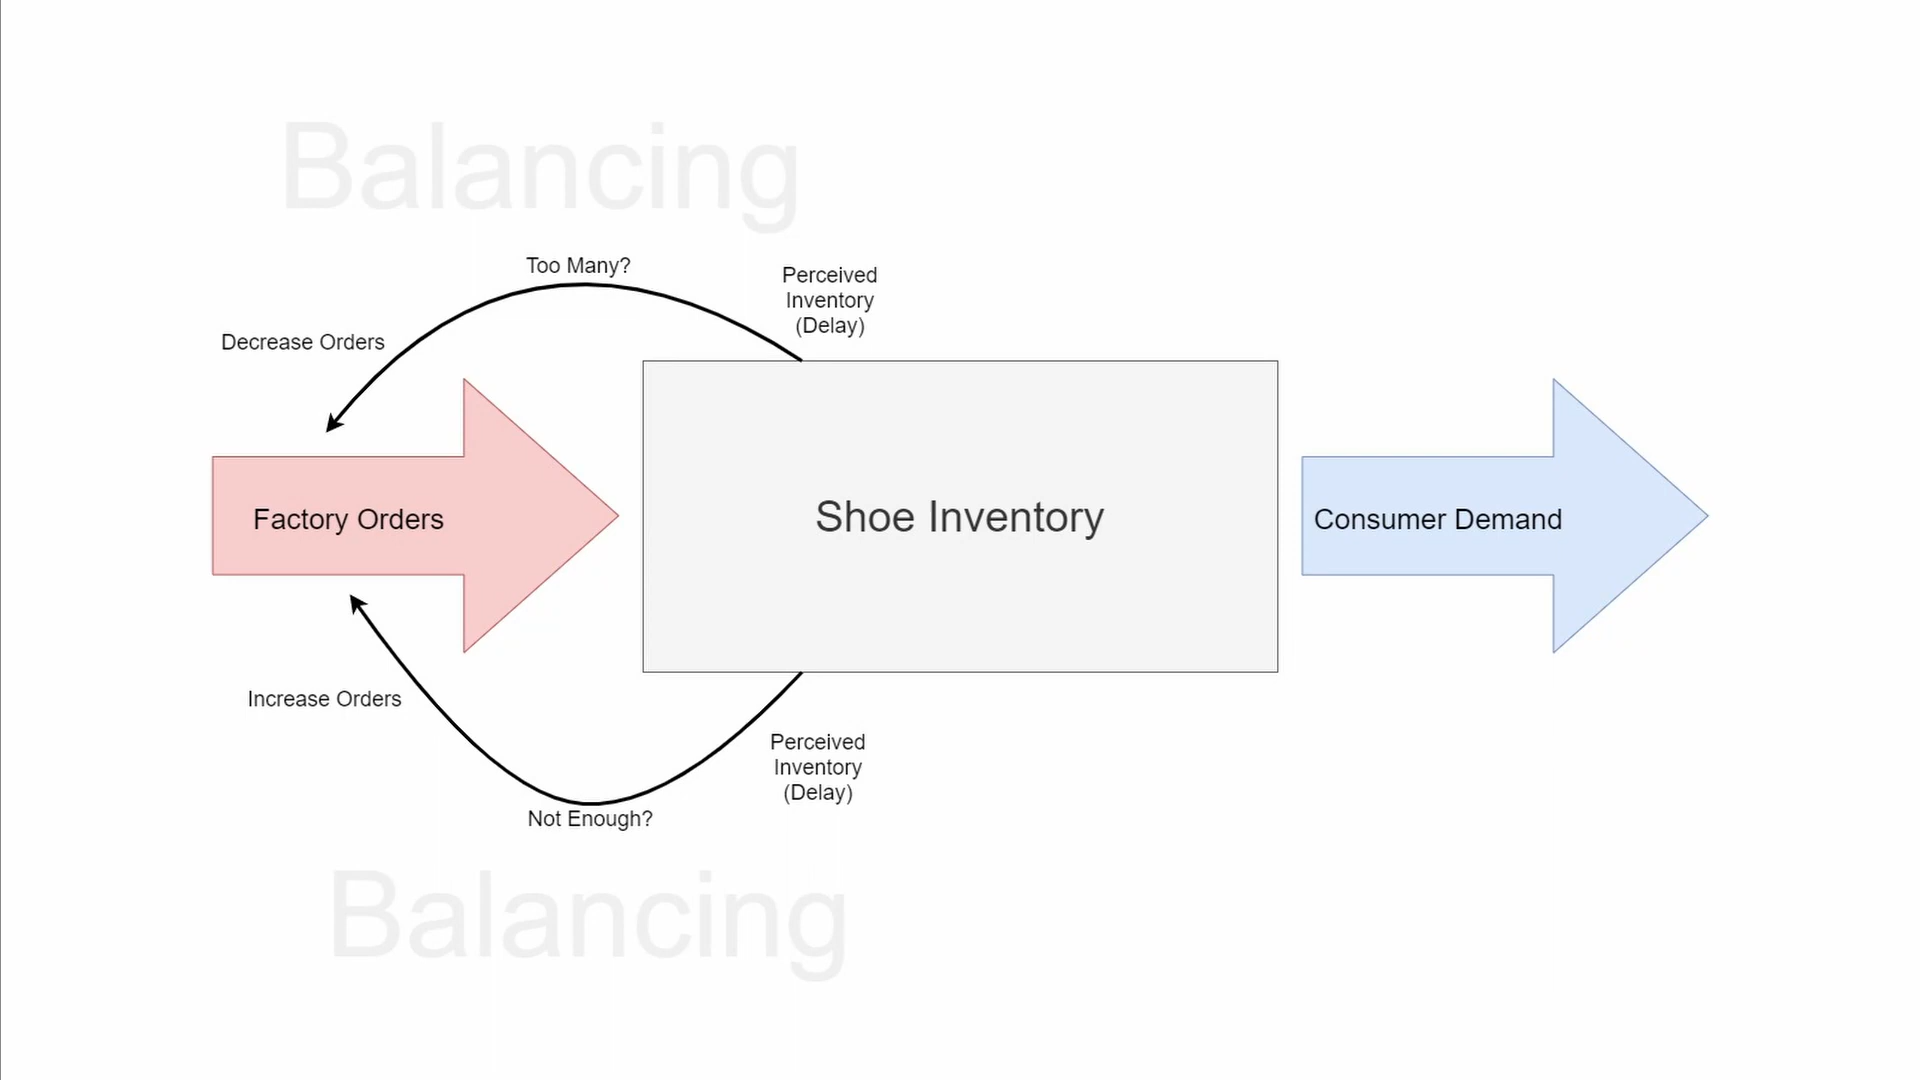 Balancing
Too Many?
Perceived
Inventory
(Delay)
Decrease Orders
Factory Orders
Shoe Inventory
Consumer Demand
Increase Orders
Perceived
Inventory
(Delay)
Not Enough?
Balancing